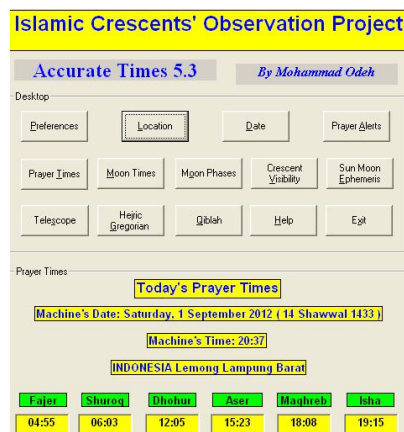 Islamic Crescents' Observation Project
Accurate Times 5.3 By Mohammad Odeh
Desktop
Preferences Location Date Prayer Alerts
Prayer Times Moon Times Moon Phases Crescent Visibility Sun Moon Ephemeris
Telescope Hejric Gregorian Qiblah Help Exit
Prayer Times
Today's Prayer Times
Machine's Date: Saturday, 1 September 2012 ( 14 Shawwal 1433 )
Machine's Time: 20:37
INDONESIA Lemong Lampung Barat
Fajer Shuroq Dhohur Aser Maghreb Isha
04:55 06:03 12:05 15:23 18:08 19:15